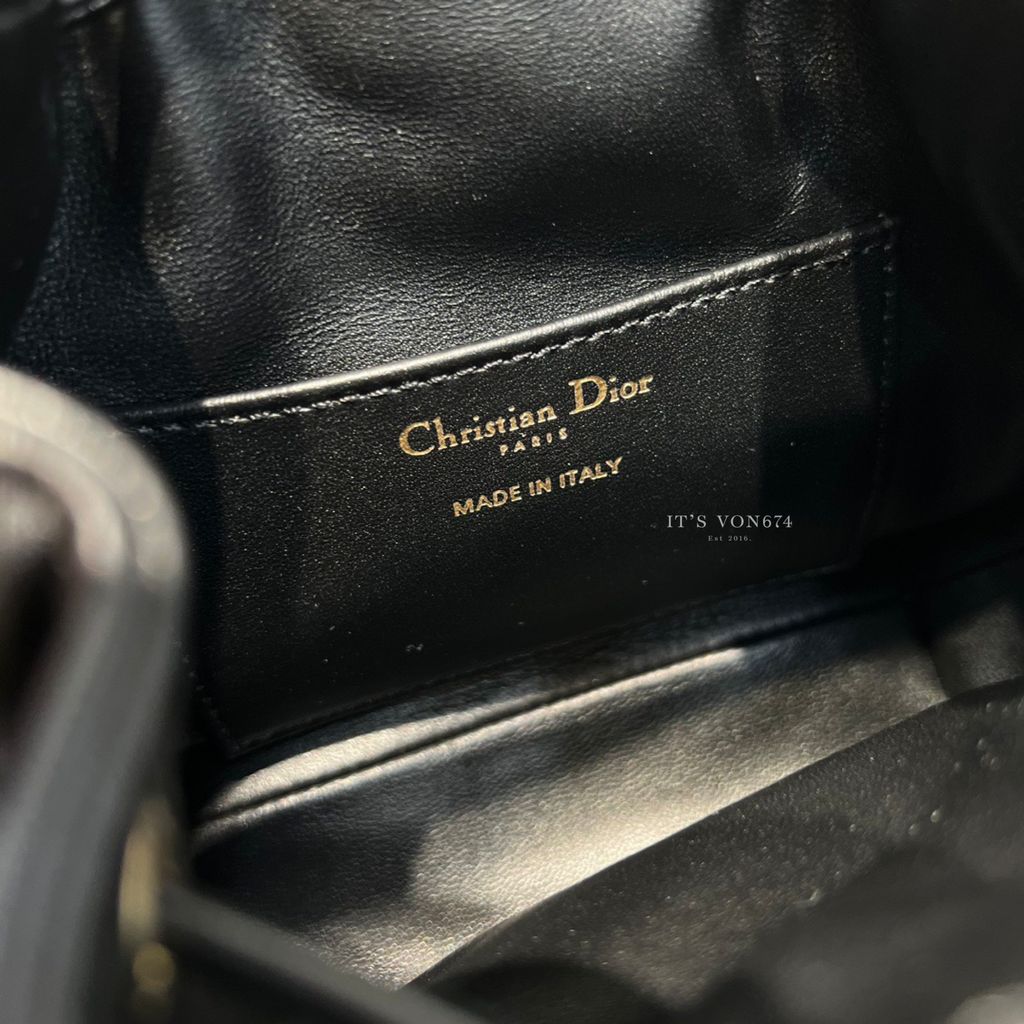 Christian Dior
PARIS
MADE IN ITALY
IT'S VON674
Est 2016.